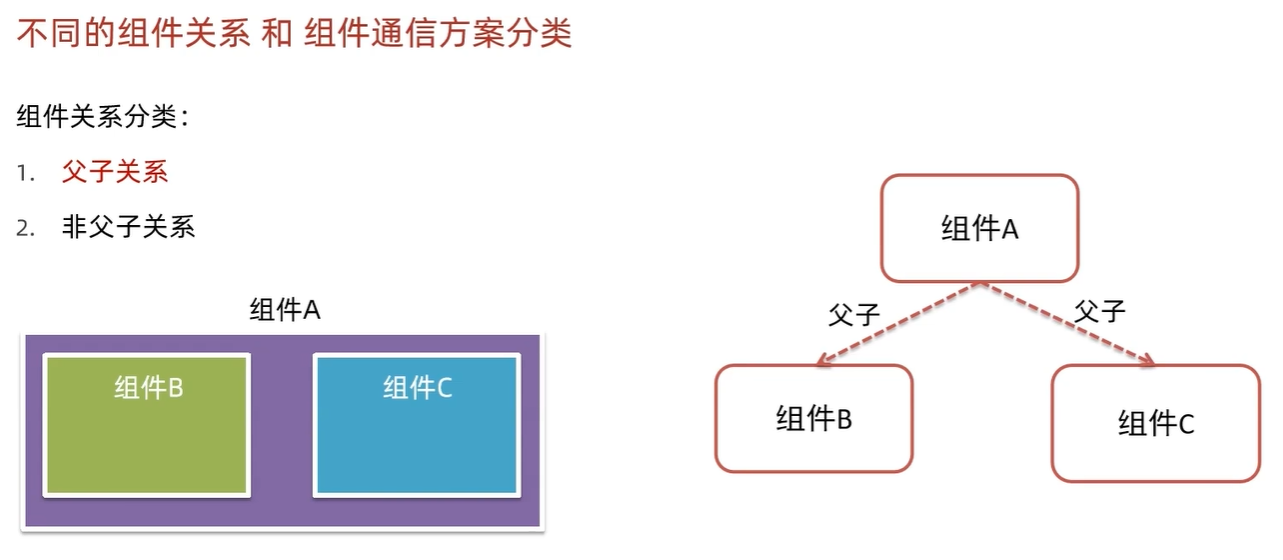 不同的组件关系 和 组件通信方案分类
组件关系分类：
1. 父子关系
2. 非父子关系
组件A
组件B
组件C
组件A
父子
父子
组件B
组件C